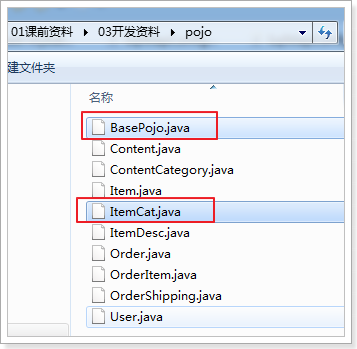 01课前资料 ▸ 03开发资料 ▸ pojo
建文件夹
名称
BasePojo.java
Content.java
ContentCategory.java
Item.java
ItemCat.java
ItemDesc.java
Order.java
OrderItem.java
OrderShipping.java
User.java